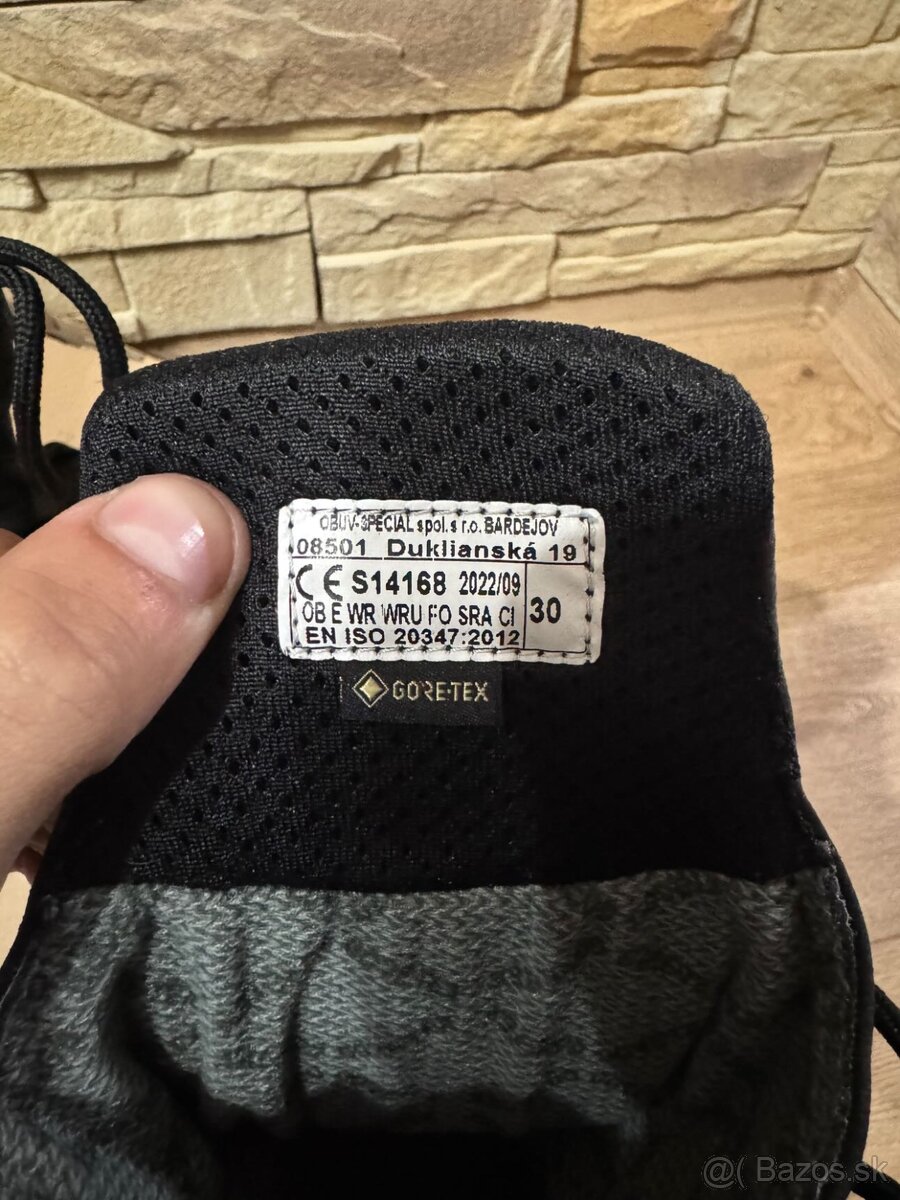 OBUV-SPECIAL spol. s r.o. BARDEJOV
08501 Duklianská 19
CE S14168 2022/09
OB E WR WRU FO SRA CI 30
EN ISO 20347:2012
GORE-TEX
@( Bazos.sk